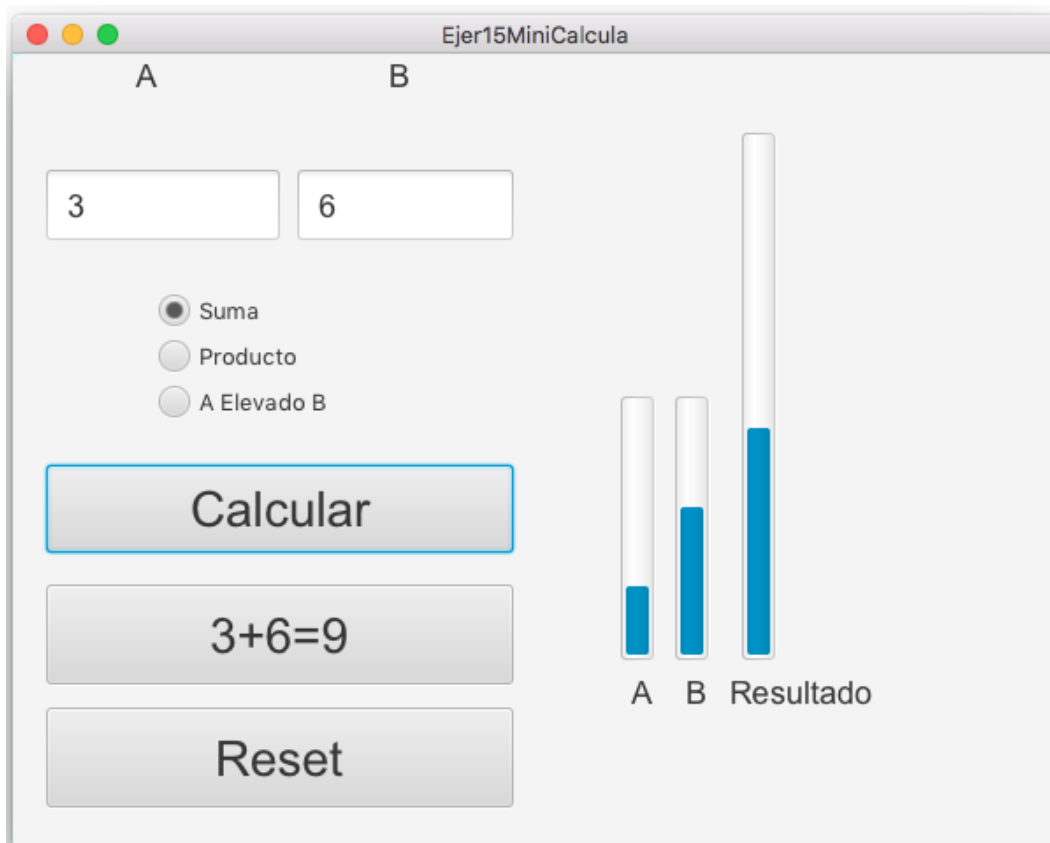 Ejer15MiniCalcula
A B
3 6
Suma
Producto
A Elevado B
Calcular
3+6=9
Reset
A B Resultado